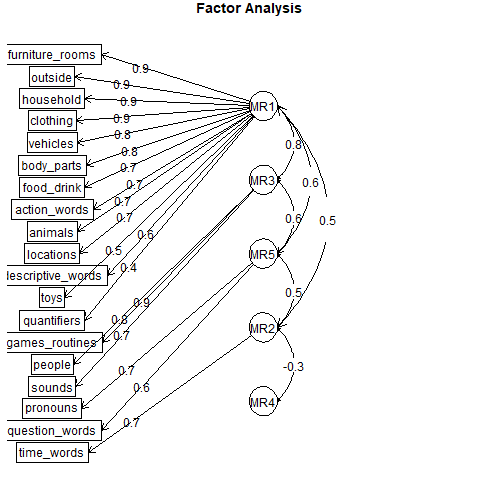 Factor Analysis
furniture_rooms
outside
household
clothing
vehicles
body_parts
food_drink
action_words
animals
locations
descriptive_words
toys
quantifiers
games_routines
people
sounds
pronouns
question_words
time_words
0.9
0.9
0.9
0.9
0.8
0.8
0.7
0.7
0.7
0.7
0.6
0.5
0.4
0.9
0.8
0.7
0.7
0.6
0.7
MR1
MR3
MR5
MR2
MR4
0.8
0.6
0.6
0.5
0.5
-0.3